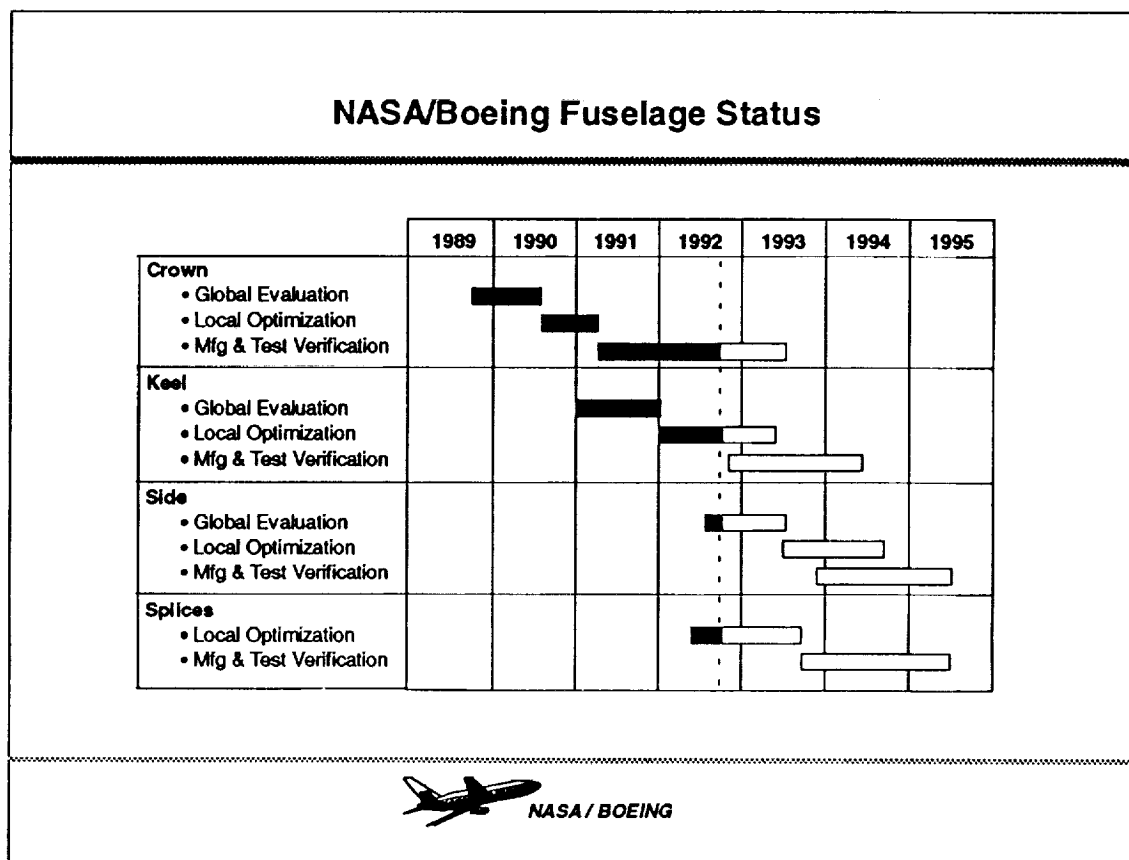 NASA/Boeing Fuselage Status
1989 1990 1991 1992 1993 1994 1995
Crown
• Global Evaluation
• Local Optimization
• Mfg & Test Verification
Keel
• Global Evaluation
• Local Optimization
• Mfg & Test Verification
Side
• Global Evaluation
• Local Optimization
• Mfg & Test Verification
Splices
• Local Optimization
• Mfg & Test Verification
NASA / BOEING